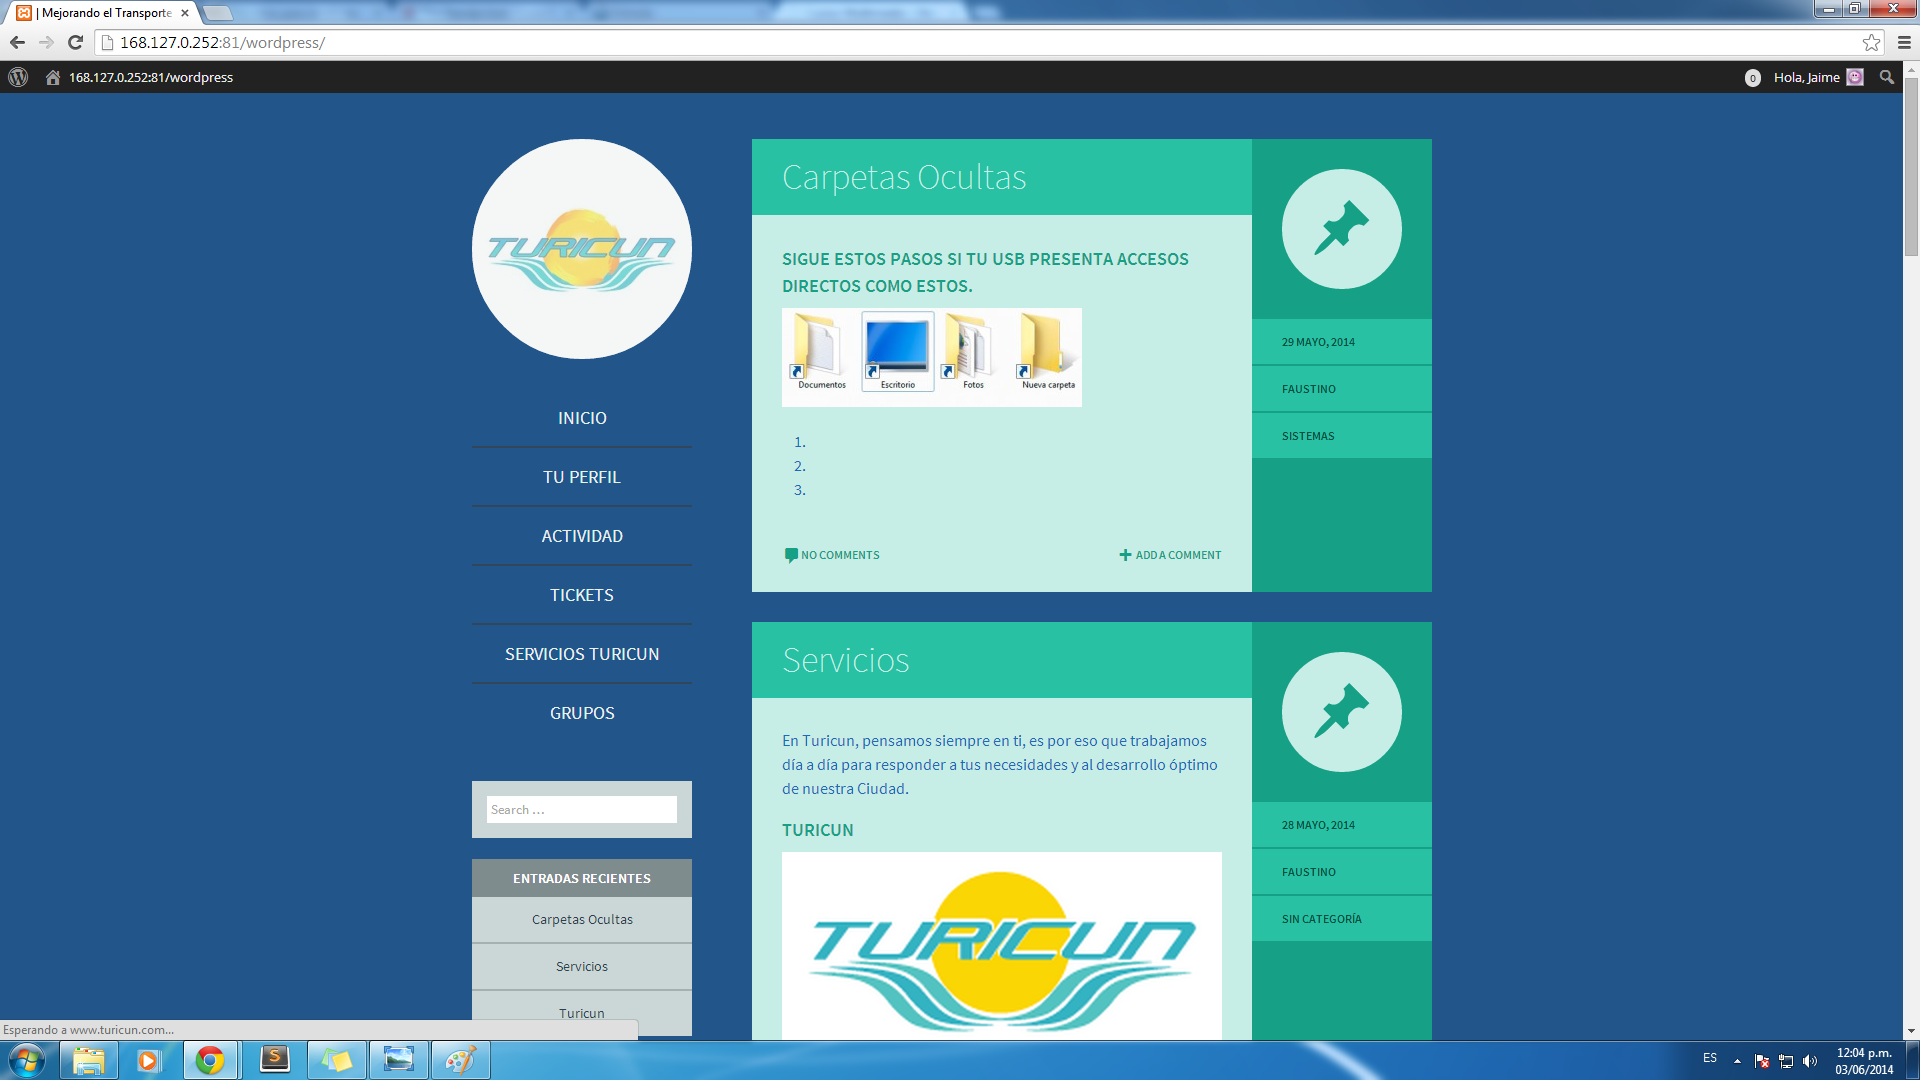 | Mejorando el Transporte
168.127.0.252:81/wordpress/
168.127.0.252:81/wordpress
0
Hola, Jaime
TURICUN
INICIO
TU PERFIL
ACTIVIDAD
TICKETS
SERVICIOS TURICUN
GRUPOS
Search …
ENTRADAS RECIENTES
Carpetas Ocultas
Servicios
Turicun
Carpetas Ocultas
SIGUE ESTOS PASOS SI TU USB PRESENTA ACCESOS
DIRECTOS COMO ESTOS.
Documentos
Escritorio
Fotos
Nueva carpeta
1.
2.
3.
NO COMMENTS
ADD A COMMENT
29 MAYO, 2014
FAUSTINO
SISTEMAS
Servicios
En Turicun, pensamos siempre en ti, es por eso que trabajamos
día a día para responder a tus necesidades y al desarrollo óptimo
de nuestra Ciudad.
TURICUN
TURICUN
28 MAYO, 2014
FAUSTINO
SIN CATEGORÍA
Esperando a www.turicun.com...
S
ES
12:04 p.m.
03/06/2014